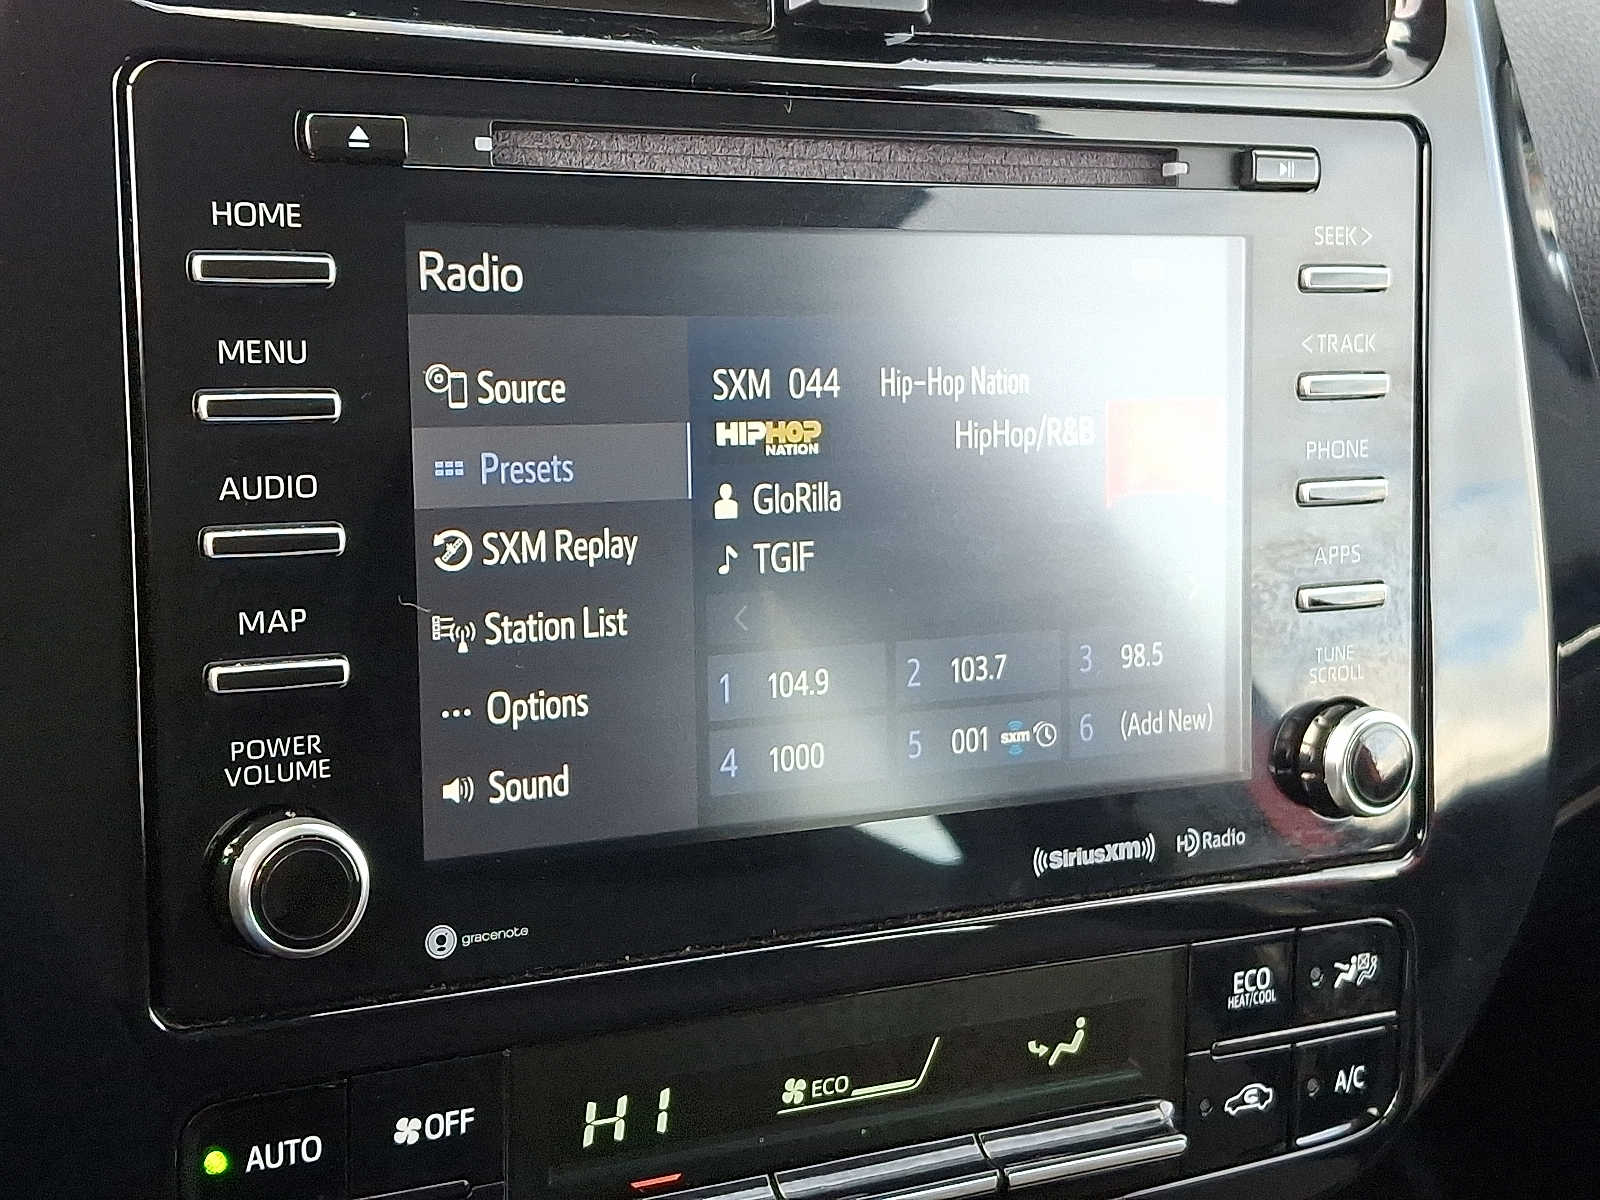 HOME
MENU
AUDIO
MAP
POWER
VOLUME
Radio
Source
Presets
SXM Replay
Station List
Options
Sound
SXM 044 Hip-Hop Nation
HIPHOP
NATION
HipHop/R&B
GloRilla
TGIF
1 104.9
2 103.7
3 98.5
4 1000
5 001 sxm
6 (Add New)
SEEK>
<TRACK
PHONE
APPS
TUNE
SCROLL
((SiriusXM))
HD Radio
gracenote
AUTO
OFF
HI
ECO
ECO
HEAT/COOL
A/C